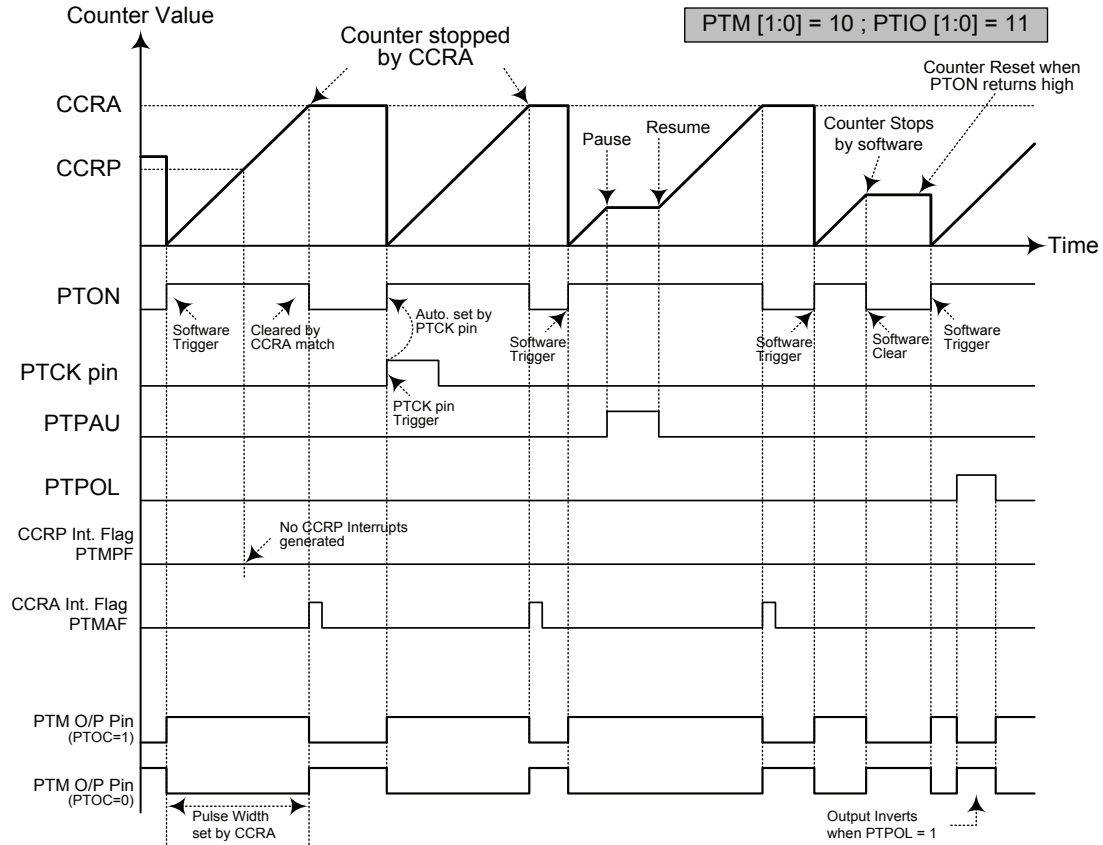 Counter Value
PTM [1:0] = 10 ; PTIO [1:0] = 11
Counter stopped
by CCRA
Counter Reset when
PTON returns high
CCRA
Pause
Resume
Counter Stops
by software
CCRP
Time
PTON
Software
Trigger
Cleared by
CCRA match
Auto. set by
PTCK pin
Software
Trigger
Software
Trigger
Software
Clear
Software
Trigger
PTCK pin
PTCK pin
Trigger
PTPAU
PTPOL
CCRP Int. Flag
PTMPF
No CCRP Interrupts
generated
CCRA Int. Flag
PTMAF
PTM O/P Pin
(PTOC=1)
PTM O/P Pin
(PTOC=0)
Pulse Width
set by CCRA
Output Inverts
when PTPOL = 1